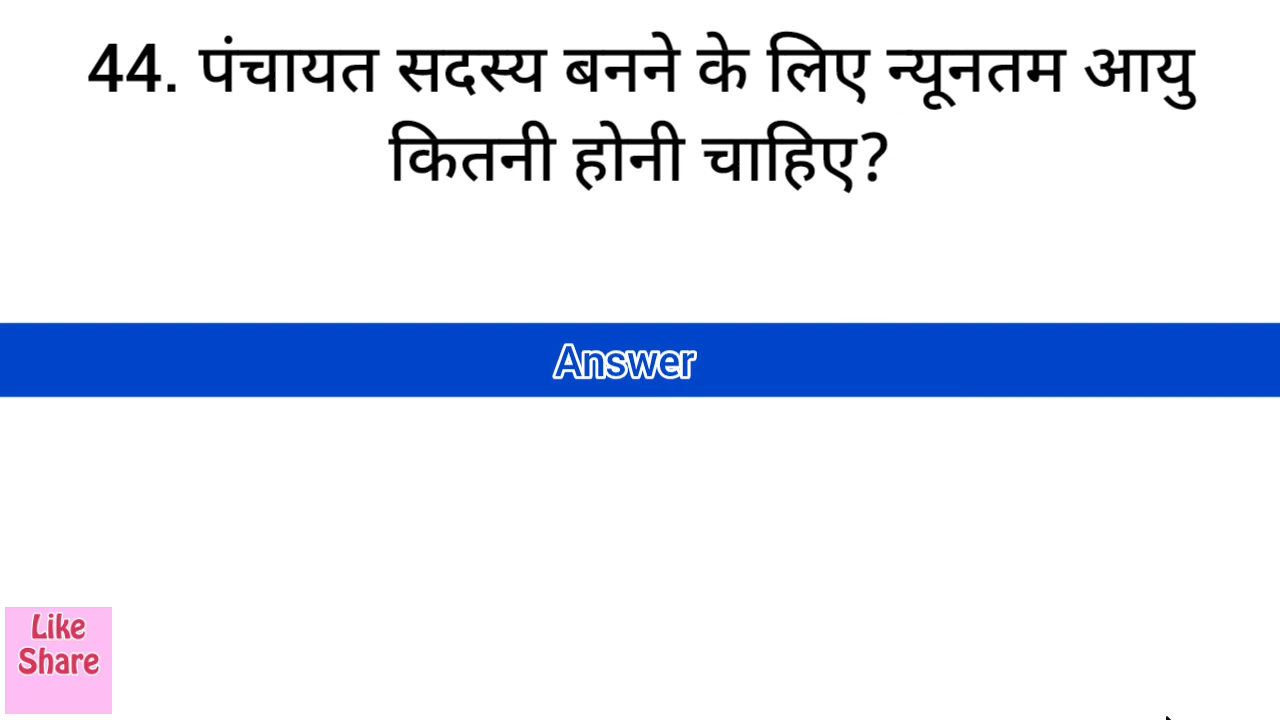 44. पंचायत सदस्य बनने के लिए न्यूनतम आयु
कितनी होनी चाहिए?
Answer
Like
Share